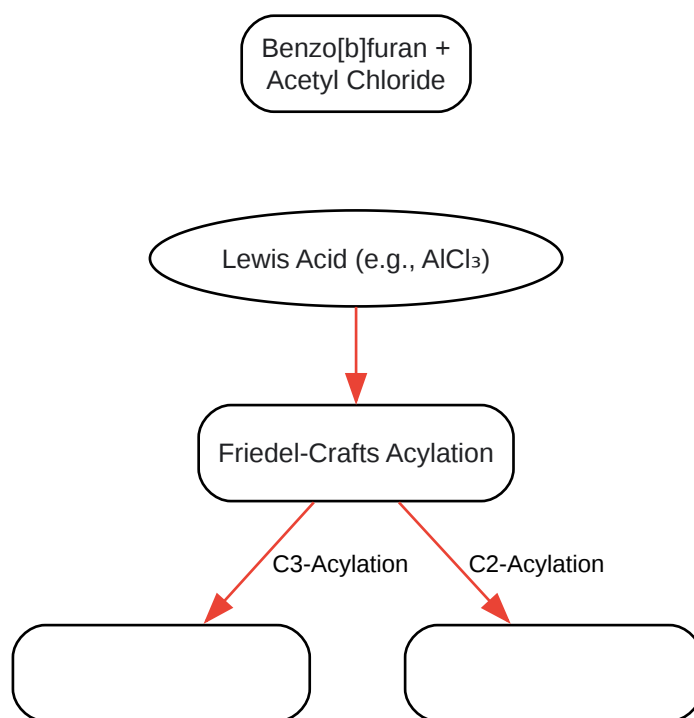 Benzo[b]furan +
Acetyl Chloride
Lewis Acid (e.g., AlCl₃)
Friedel-Crafts Acylation
C3-Acylation
C2-Acylation